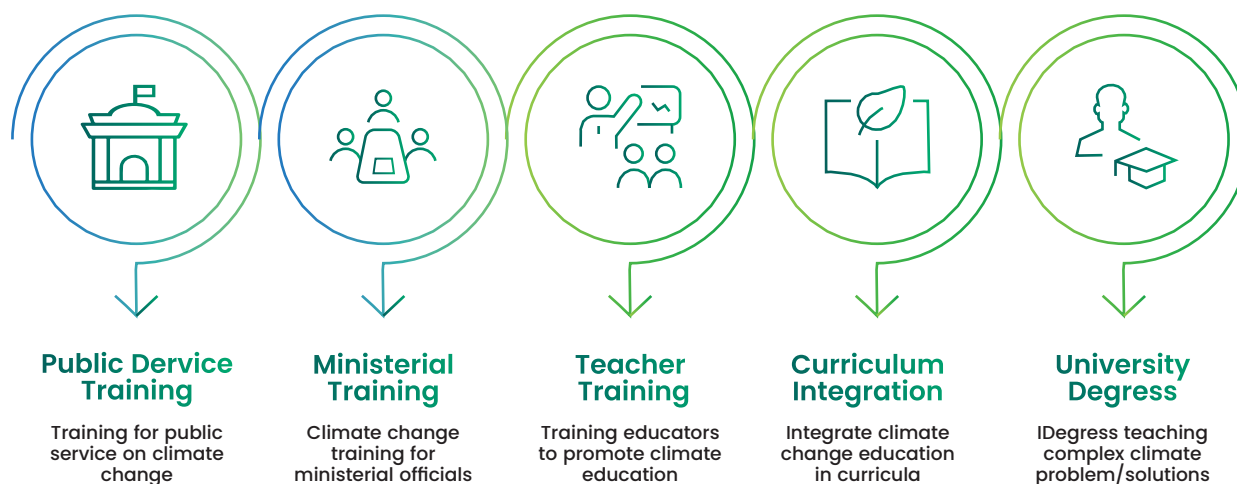 Public Dervice
Training
Training for public
service on climate
change
Ministerial
Training
Climate change
training for
ministerial officials
Teacher
Training
Training educators
to promote climate
education
Curriculum
Integration
Integrate climate
change education
in curricula
University
Degress
IDegress teaching
complex climate
problem/solutions